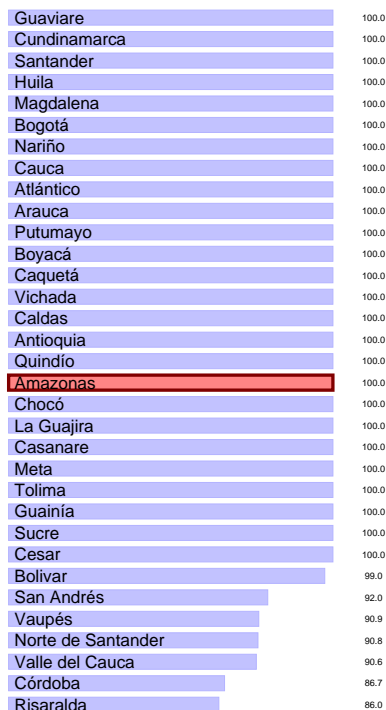 Guaviare 100.0
Cundinamarca 100.0
Santander 100.0
Huila 100.0
Magdalena 100.0
Bogotá 100.0
Nariño 100.0
Cauca 100.0
Atlántico 100.0
Arauca 100.0
Putumayo 100.0
Boyacá 100.0
Caquetá 100.0
Vichada 100.0
Caldas 100.0
Antioquia 100.0
Quindío 100.0
Amazonas 100.0
Chocó 100.0
La Guajira 100.0
Casanare 100.0
Meta 100.0
Tolima 100.0
Guainía 100.0
Sucre 100.0
Cesar 100.0
Bolivar 99.0
San Andrés 92.0
Vaupés 90.9
Norte de Santander 90.8
Valle del Cauca 90.6
Córdoba 86.7
Risaralda 86.0